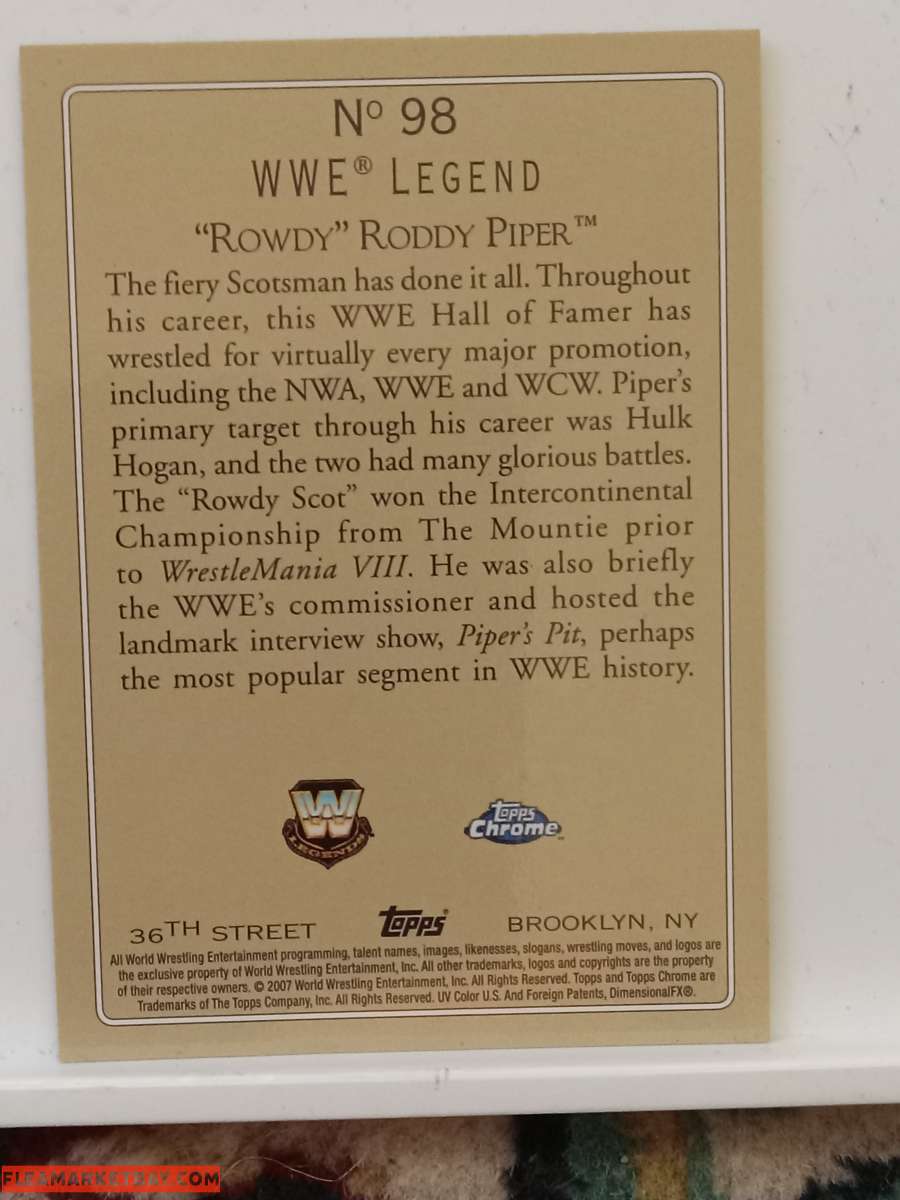 Nº 98
WWE® LEGEND
“ROWDY” RODDY PIPER™
The fiery Scotsman has done it all. Throughout
his career, this WWE Hall of Famer has
wrestled for virtually every major promotion,
including the NWA, WWE and WCW. Piper’s
primary target through his career was Hulk
Hogan, and the two had many glorious battles.
The “Rowdy Scot” won the Intercontinental
Championship from The Mountie prior
to WrestleMania VIII. He was also briefly
the WWE’s commissioner and hosted the
landmark interview show, Piper’s Pit, perhaps
the most popular segment in WWE history.
W
LEGENDS
Topps
Chrome™
36TH STREET Topps® BROOKLYN, NY
All World Wrestling Entertainment programming, talent names, images, likenesses, slogans, wrestling moves, and logos are
the exclusive property of World Wrestling Entertainment, Inc. All other trademarks, logos and copyrights are the property
of their respective owners. © 2007 World Wrestling Entertainment, Inc. All Rights Reserved. Topps and Topps Chrome are
Trademarks of The Topps Company, Inc. All Rights Reserved. UV Color U.S. And Foreign Patents, DimensionalFX®.
FLEAMARKETBAY.COM